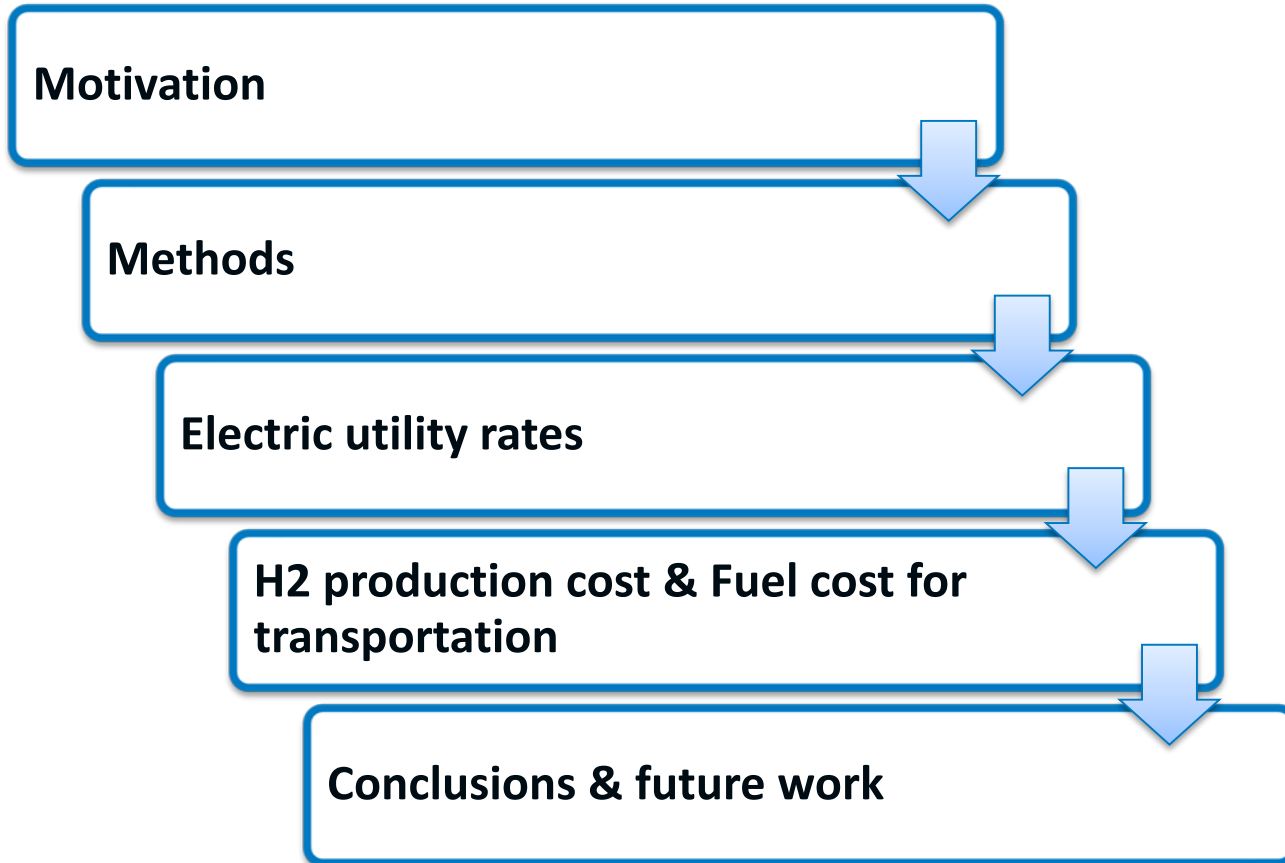 Motivation
Methods
Electric utility rates
H2 production cost & Fuel cost for
transportation
Conclusions & future work